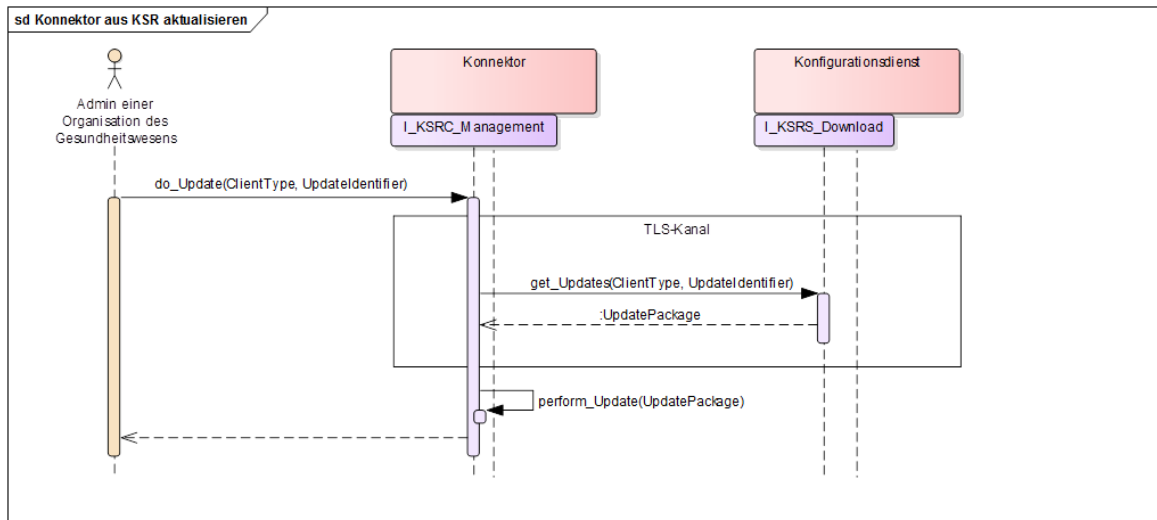 sd Konnektor aus KSR aktualisieren
Konnektor
Konfigurationsdienst
Admin einer
Organisation des
Gesundheitswesens
I_KSRC_Management
I_KSRS_Download
do_Update(ClientType, UpdateIdentifier)
TLS-Kanal
get_Updates(ClientType, UpdateIdentifier)
:UpdatePackage
perform_Update(UpdatePackage)